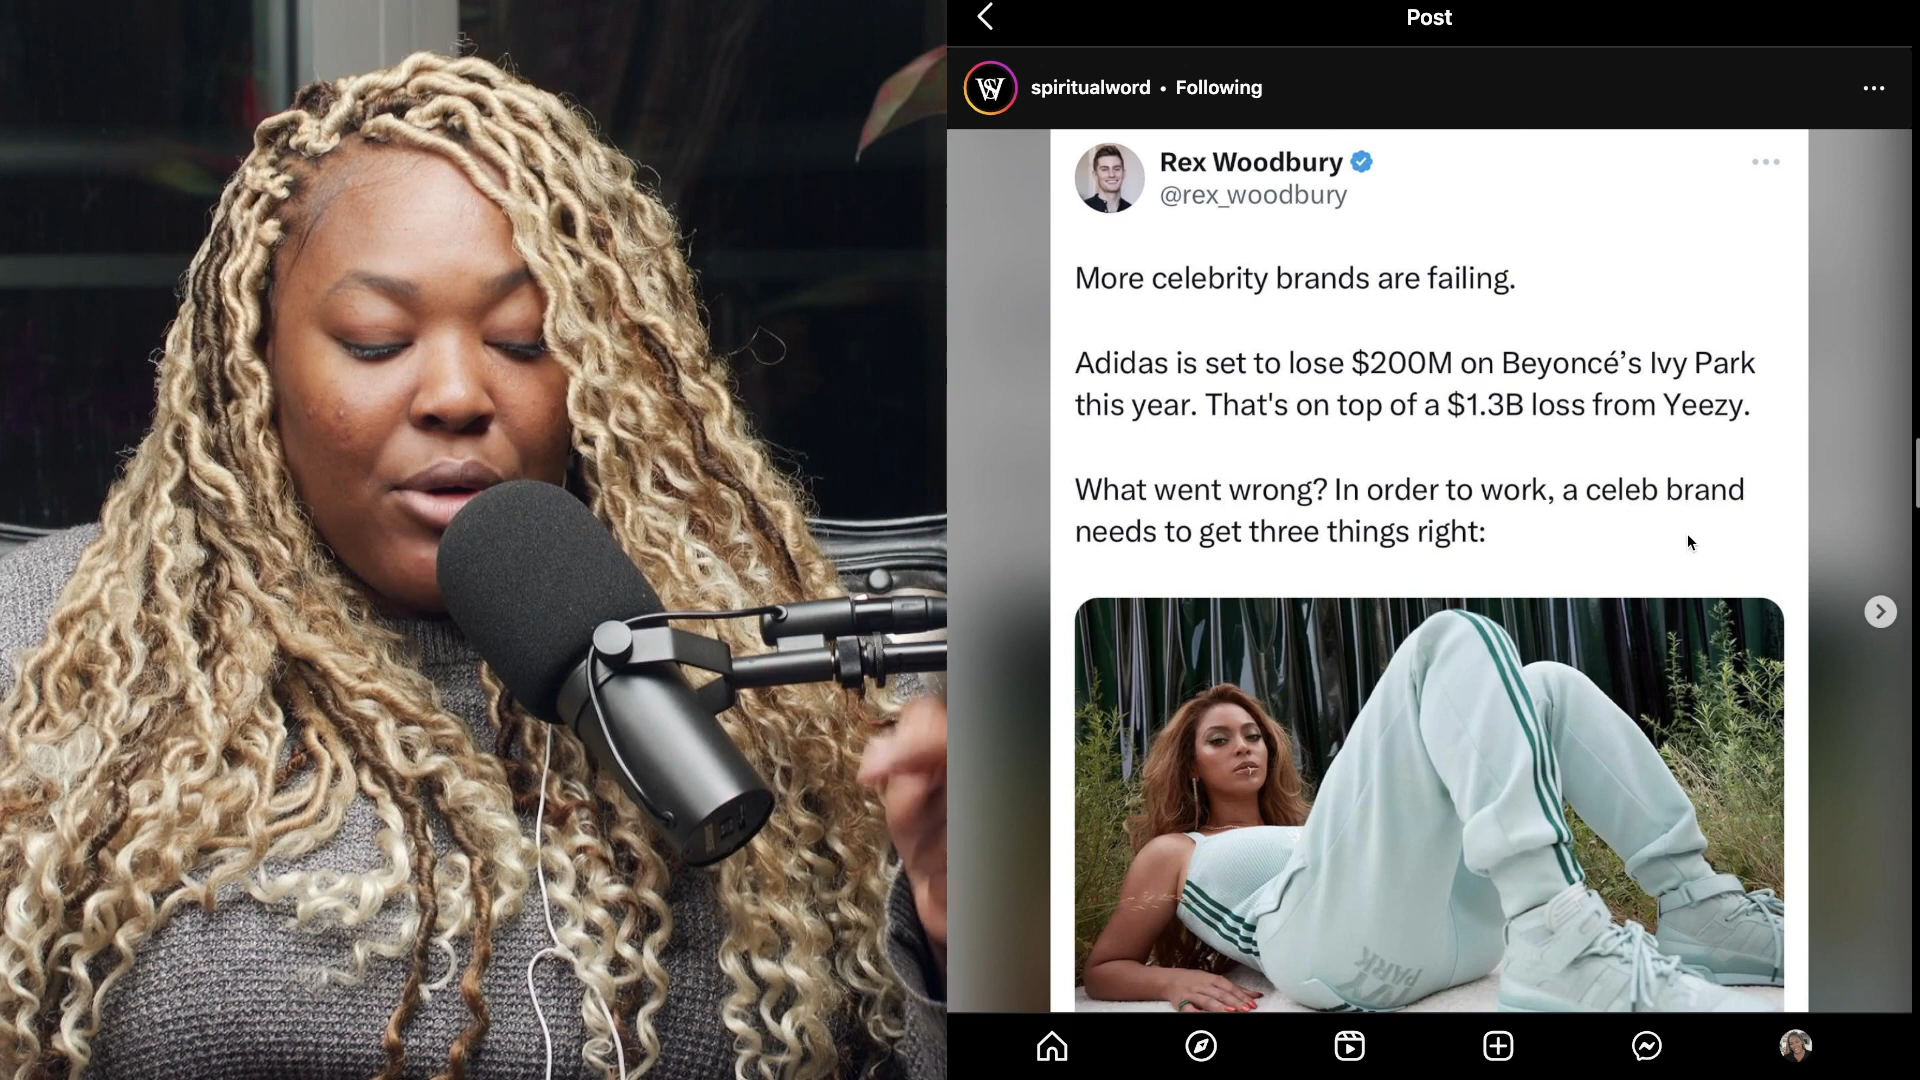 Post
spiritualword • Following
Rex Woodbury
@rex_woodbury
More celebrity brands are failing.
Adidas is set to lose $200M on Beyoncé’s Ivy Park
this year. That's on top of a $1.3B loss from Yeezy.
What went wrong? In order to work, a celeb brand
needs to get three things right:
IVY
PARK